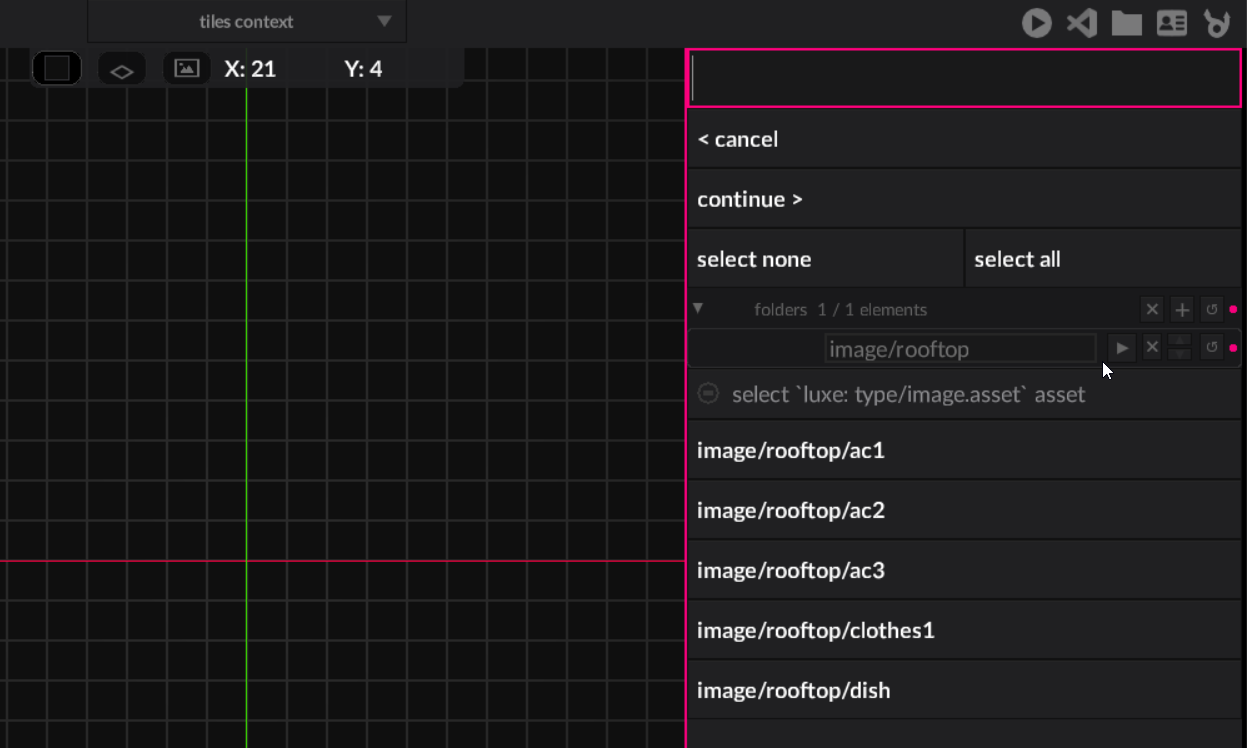 tiles context
X: 21 Y: 4
< cancel
continue >
select none select all
folders 1 / 1 elements
image/rooftop
select `luxe: type/image.asset` asset
image/rooftop/ac1
image/rooftop/ac2
image/rooftop/ac3
image/rooftop/clothes1
image/rooftop/dish